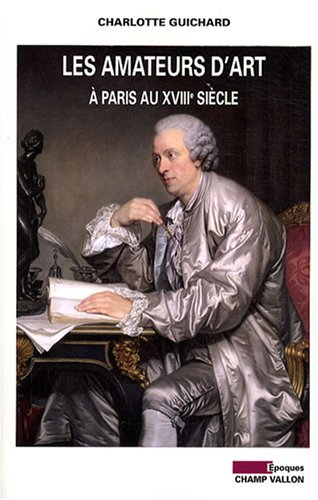 CHARLOTTE GUICHARD
LES AMATEURS D'ART
À PARIS AU XVIIIe SIÈCLE
Époques
CHAMP VALLON